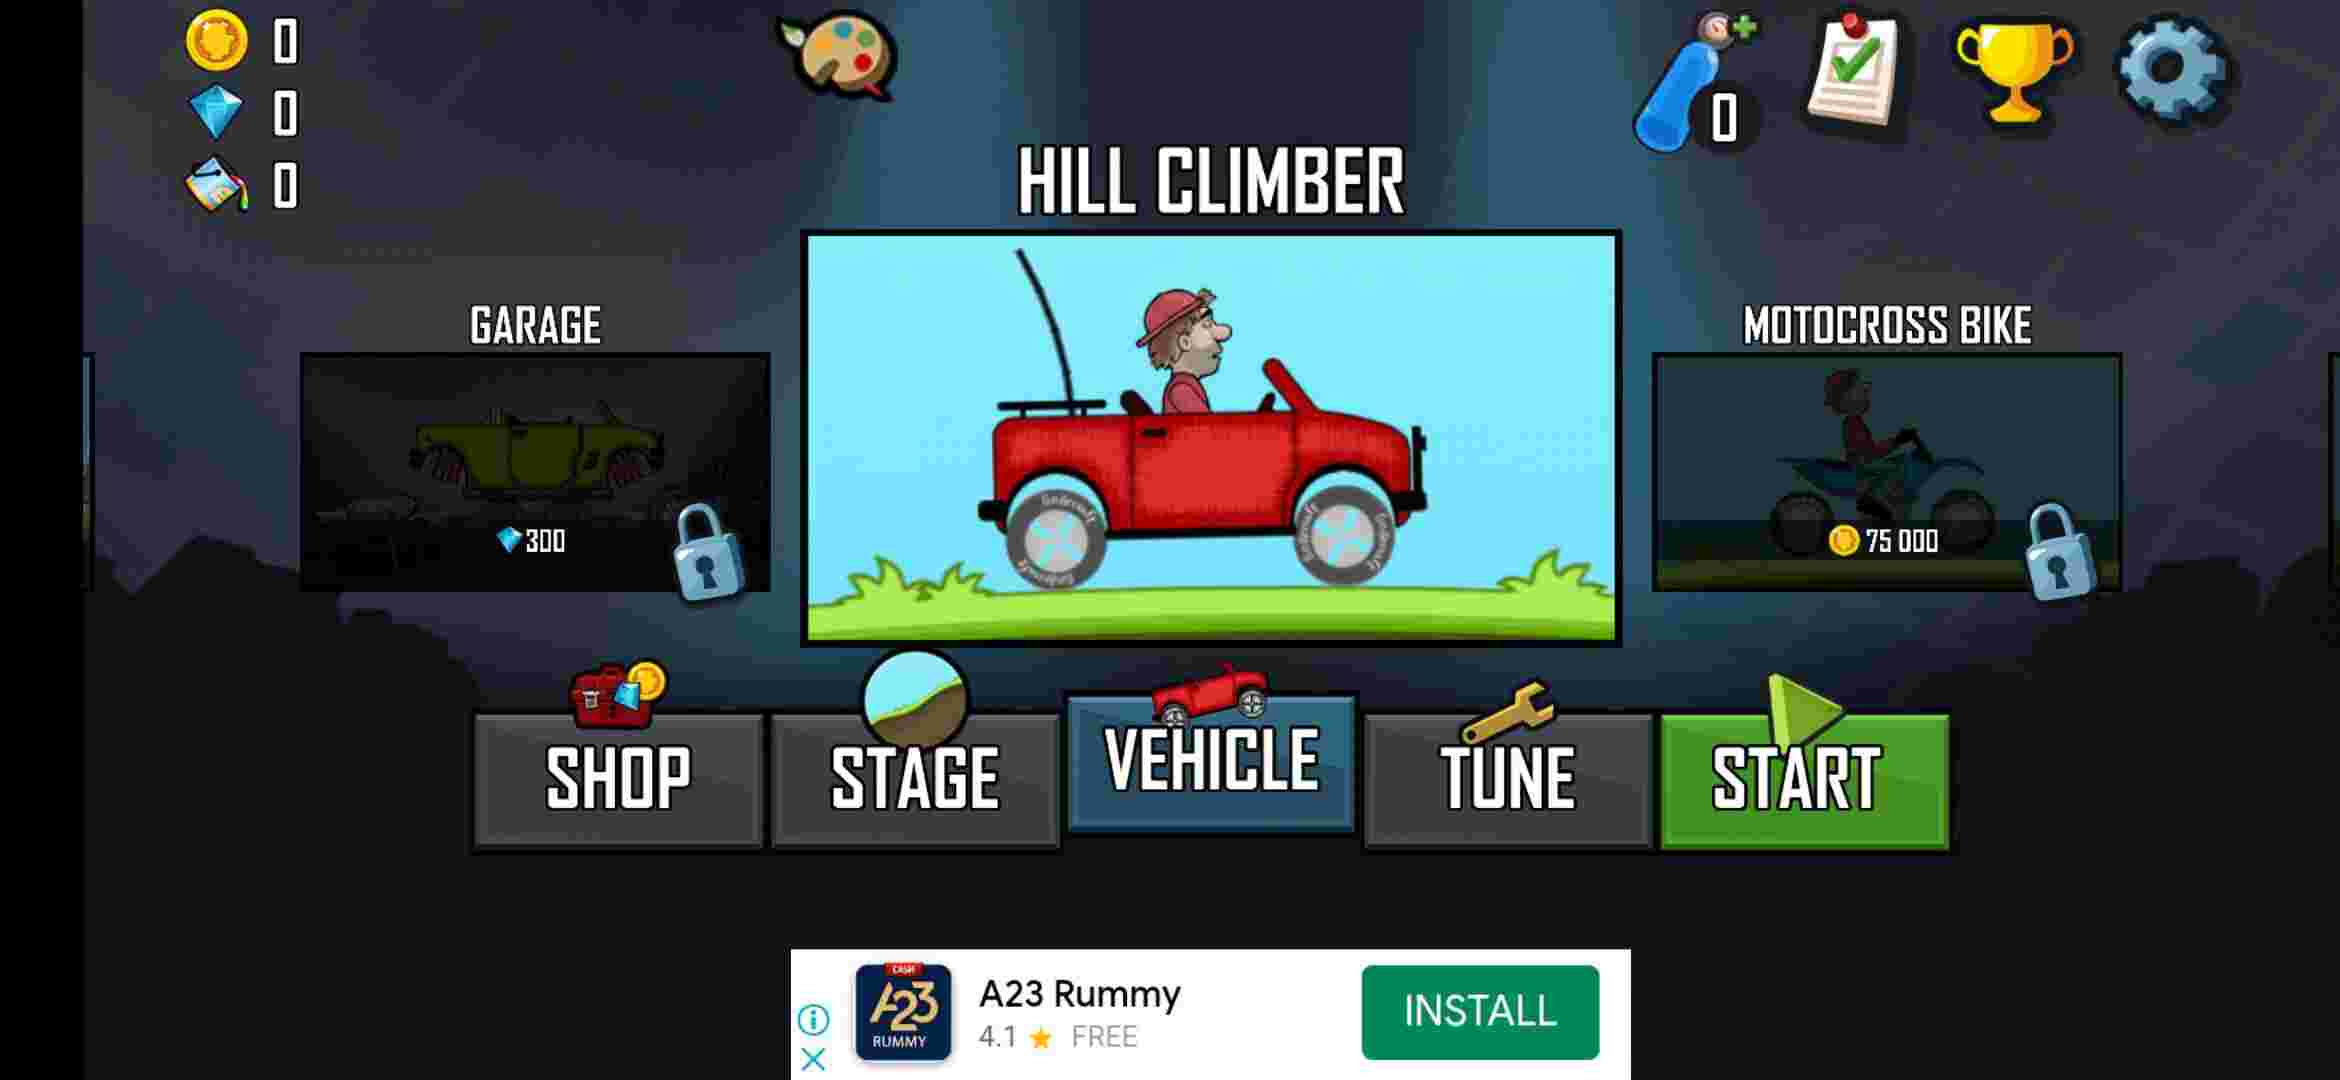 0
0
0
0
HILL CLIMBER
GARAGE
MOTOCROSS BIKE
300
75 000
SHOP
STAGE
VEHICLE
TUNE
START
CASH
A23
RUMMY
A23 Rummy
4.1 ★ FREE
INSTALL